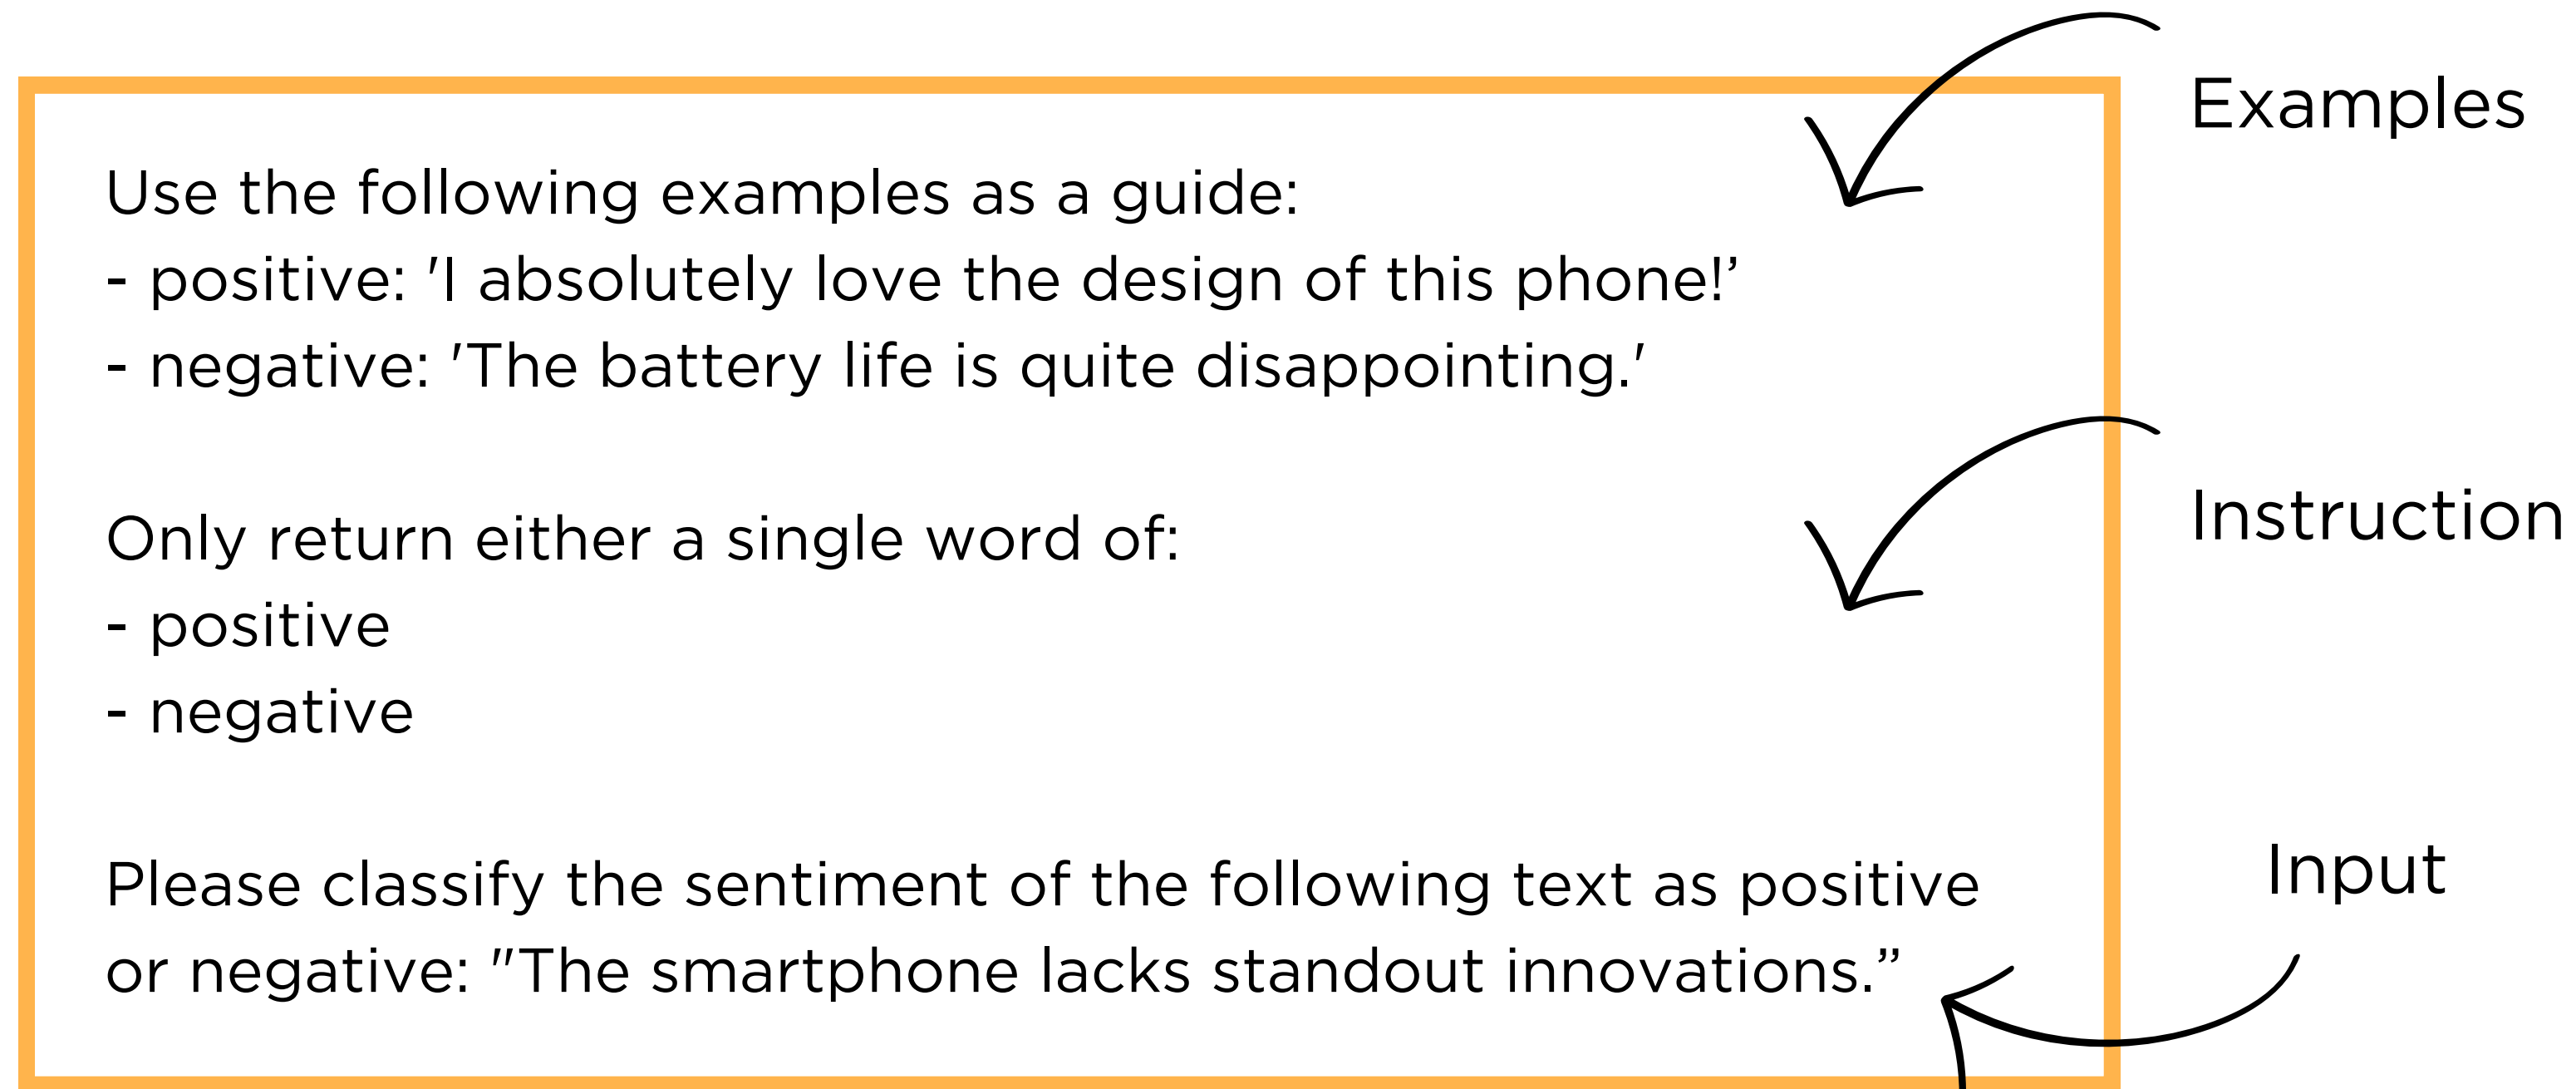 Examples
Use the following examples as a guide:
- positive: 'I absolutely love the design of this phone!’
- negative: 'The battery life is quite disappointing.'
Instruction
Only return either a single word of:
- positive
- negative
Input
Please classify the sentiment of the following text as positive
or negative: "The smartphone lacks standout innovations.”